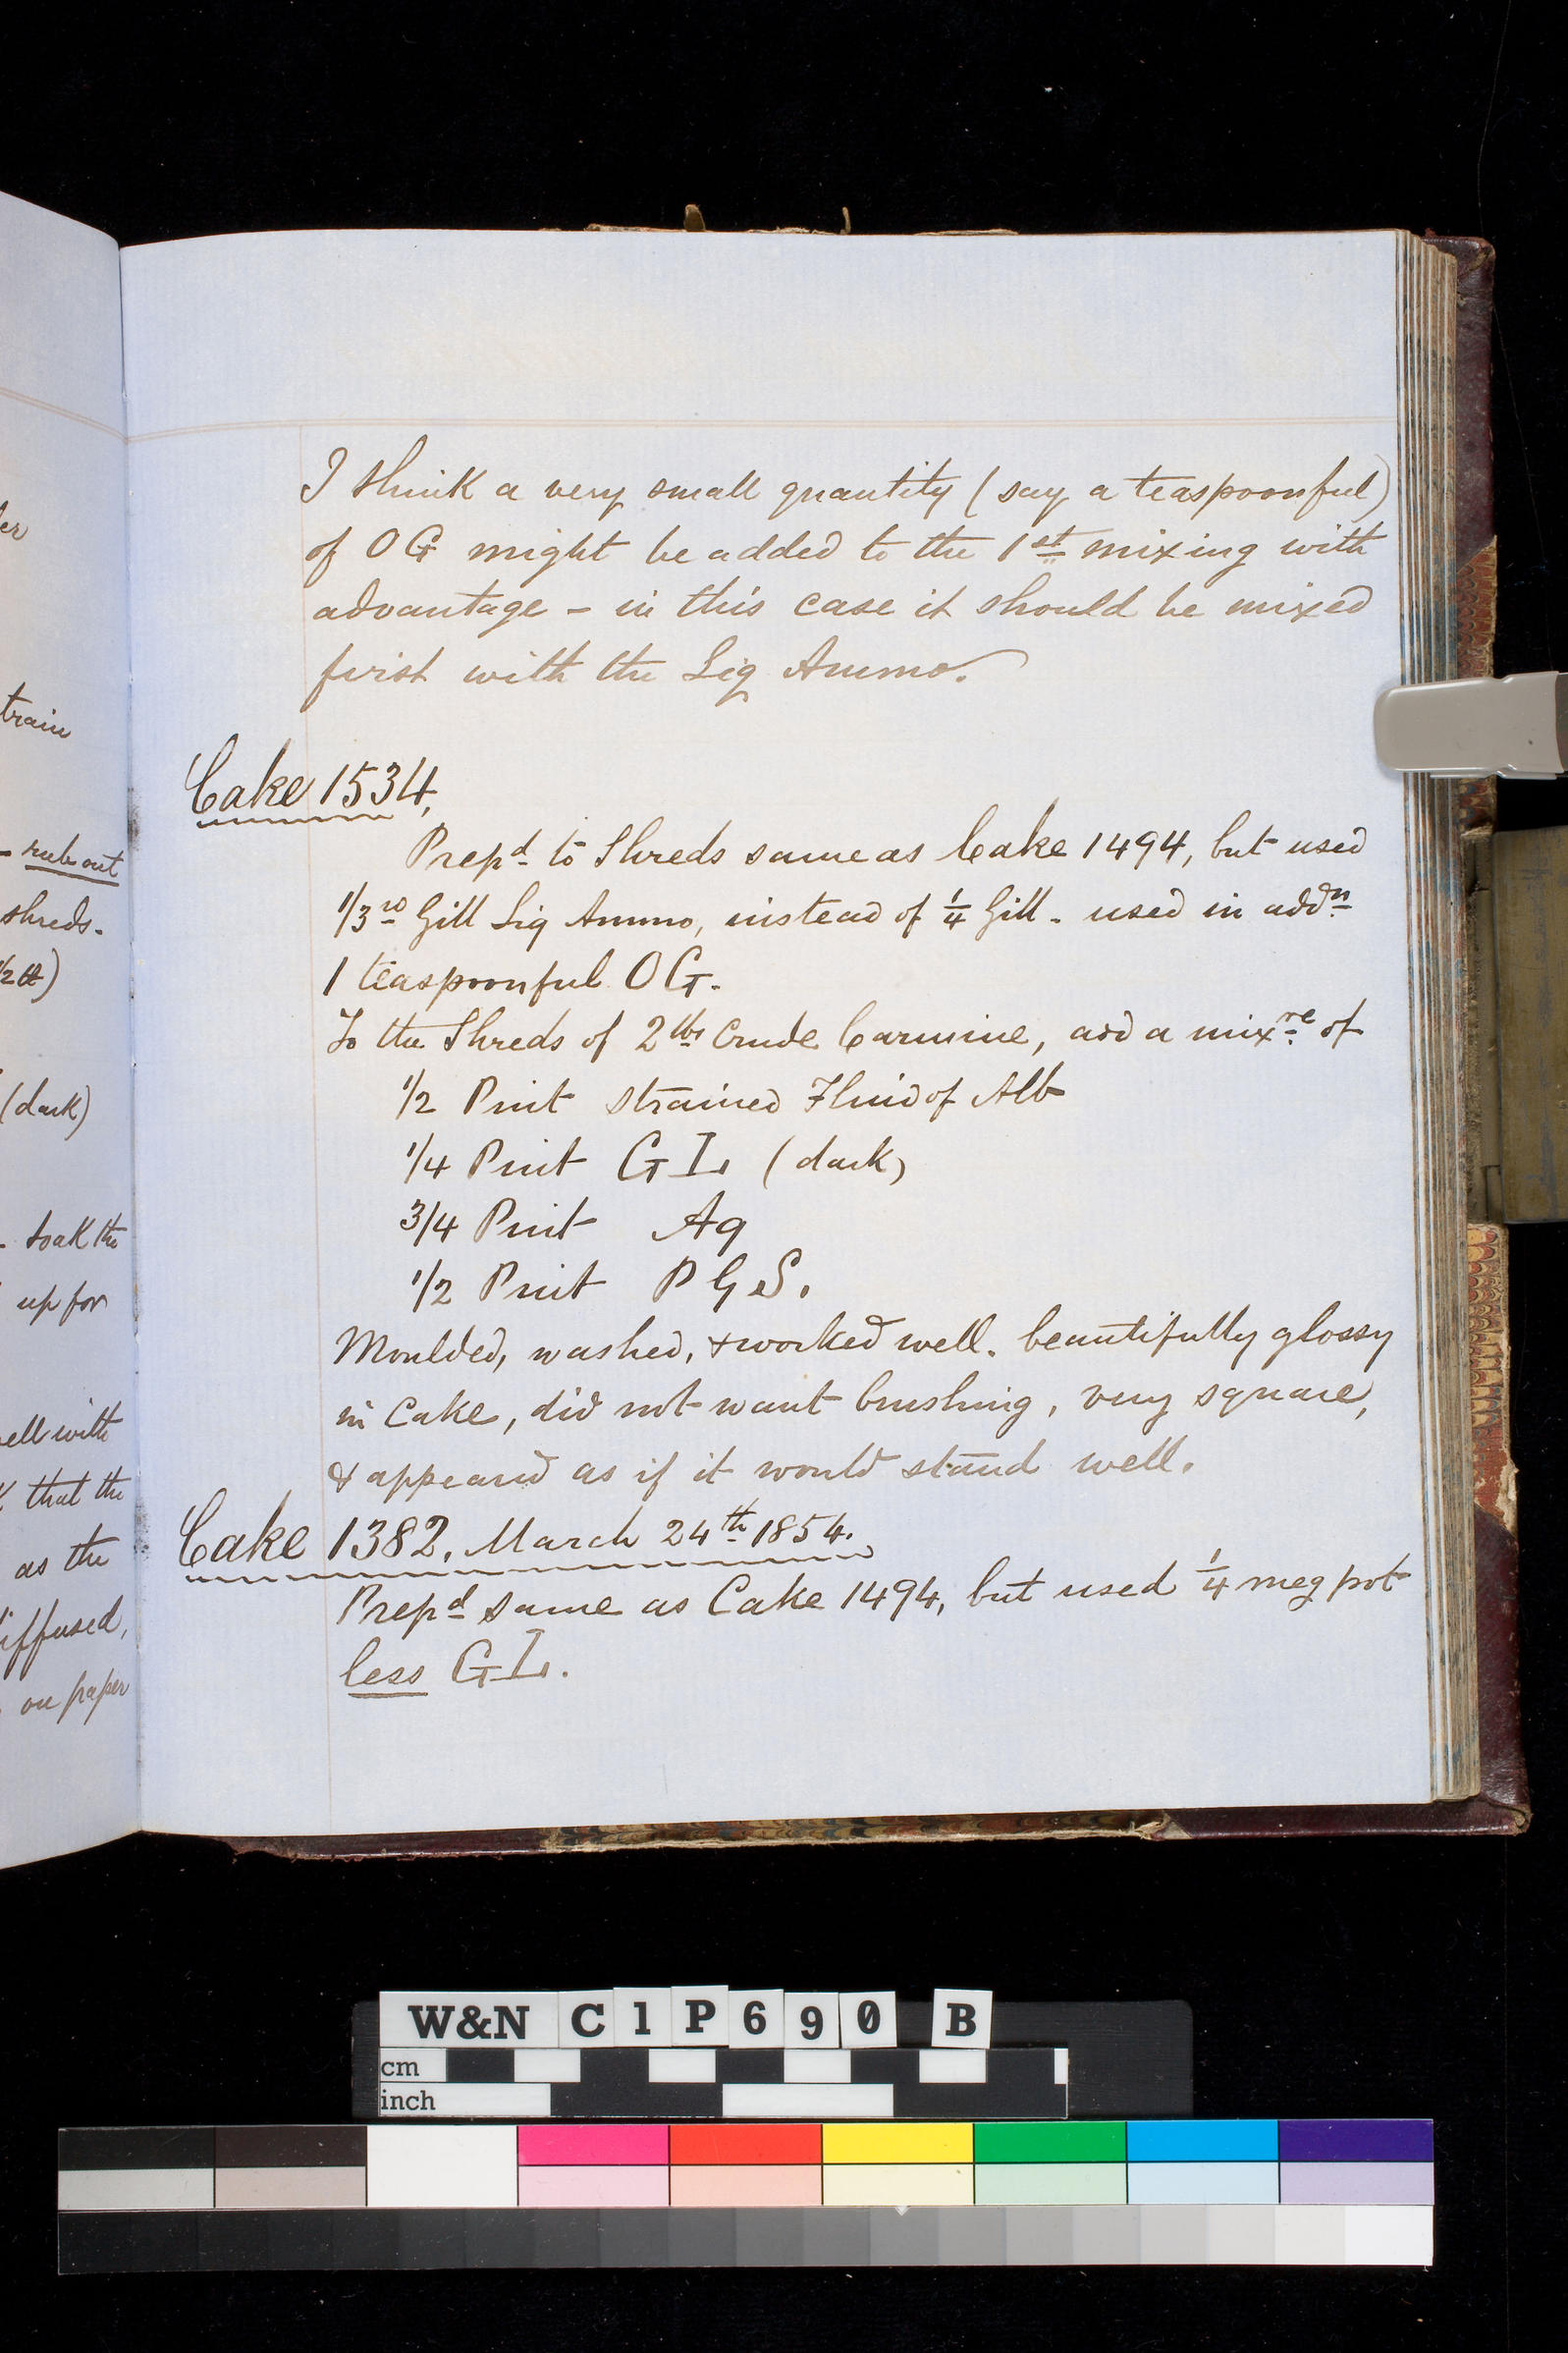 I think a very small quantity (say a teaspoonful)
of OG might be added to the 1st mixing with
advantage - in this case it should be mixed
first with the Liq Ammo.
Cake 1534,
Prepd to Shreds same as Cake 1494, but used
1/3rd Gill Liq Ammo, instead of 1/4 Gill - used in addn
1 teaspoonful OG.
To the Shreds of 2 lbs Crude Carmine, add a mixre of
1/2 Pint strained Fluid of Alb
1/4 Pint GL (dark)
3/4 Pint Aq
1/2 Pint P G S.
Moulded, washed, & worked well. beautifully glossy
in Cake, did not want brushing, very square,
& appeared as if it would stand well.
Cake 1382. March 24th 1854.
Prepd same as Cake 1494, but used 1/4 meg pot
less GL.
train
- rub out
shreds.
(dark)
- soak the
up for
that the
as the
on paper
W&N C1P690 B
cm
inch